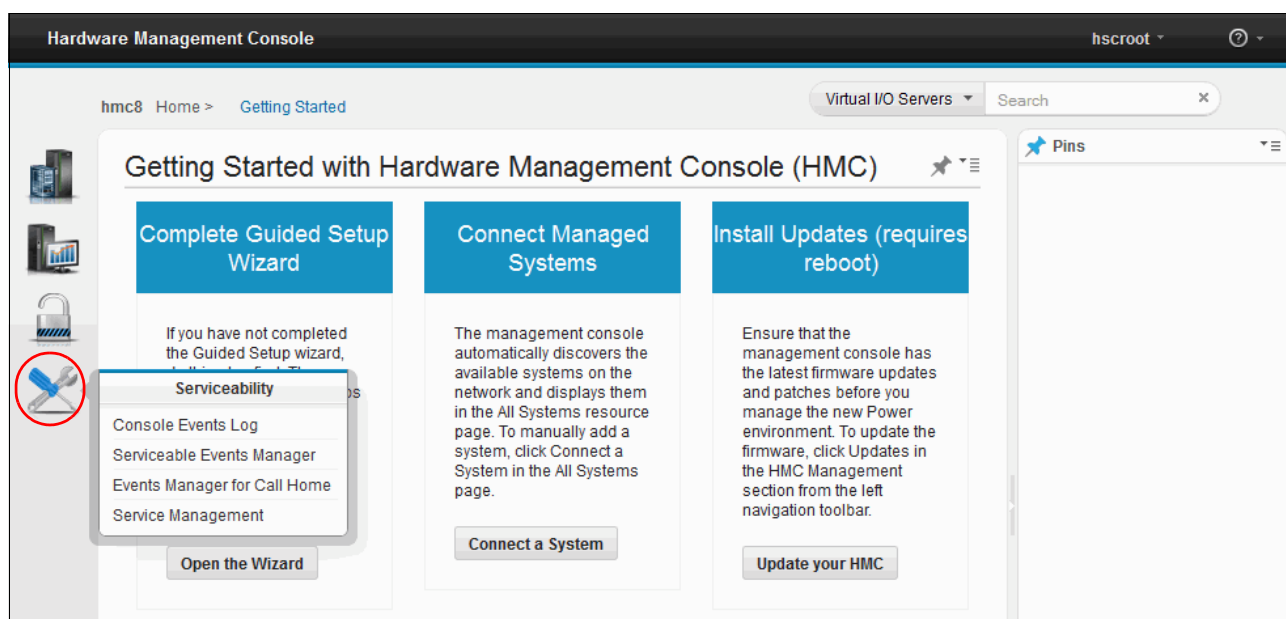 Hardware Management Console
hscroot
hmc8 Home > Getting Started
Virtual I/O Servers
Search
Getting Started with Hardware Management Console (HMC)
Pins
Complete Guided Setup
Wizard
If you have not completed
the Guided Setup wizard,
Serviceability
Console Events Log
Serviceable Events Manager
Events Manager for Call Home
Service Management
Open the Wizard
Connect Managed
Systems
The management console
automatically discovers the
available systems on the
network and displays them
in the All Systems resource
page. To manually add a
system, click Connect a
System in the All Systems
page.
Connect a System
Install Updates (requires
reboot)
Ensure that the
management console has
the latest firmware updates
and patches before you
manage the new Power
environment. To update the
firmware, click Updates in
the HMC Management
section from the left
navigation toolbar.
Update your HMC